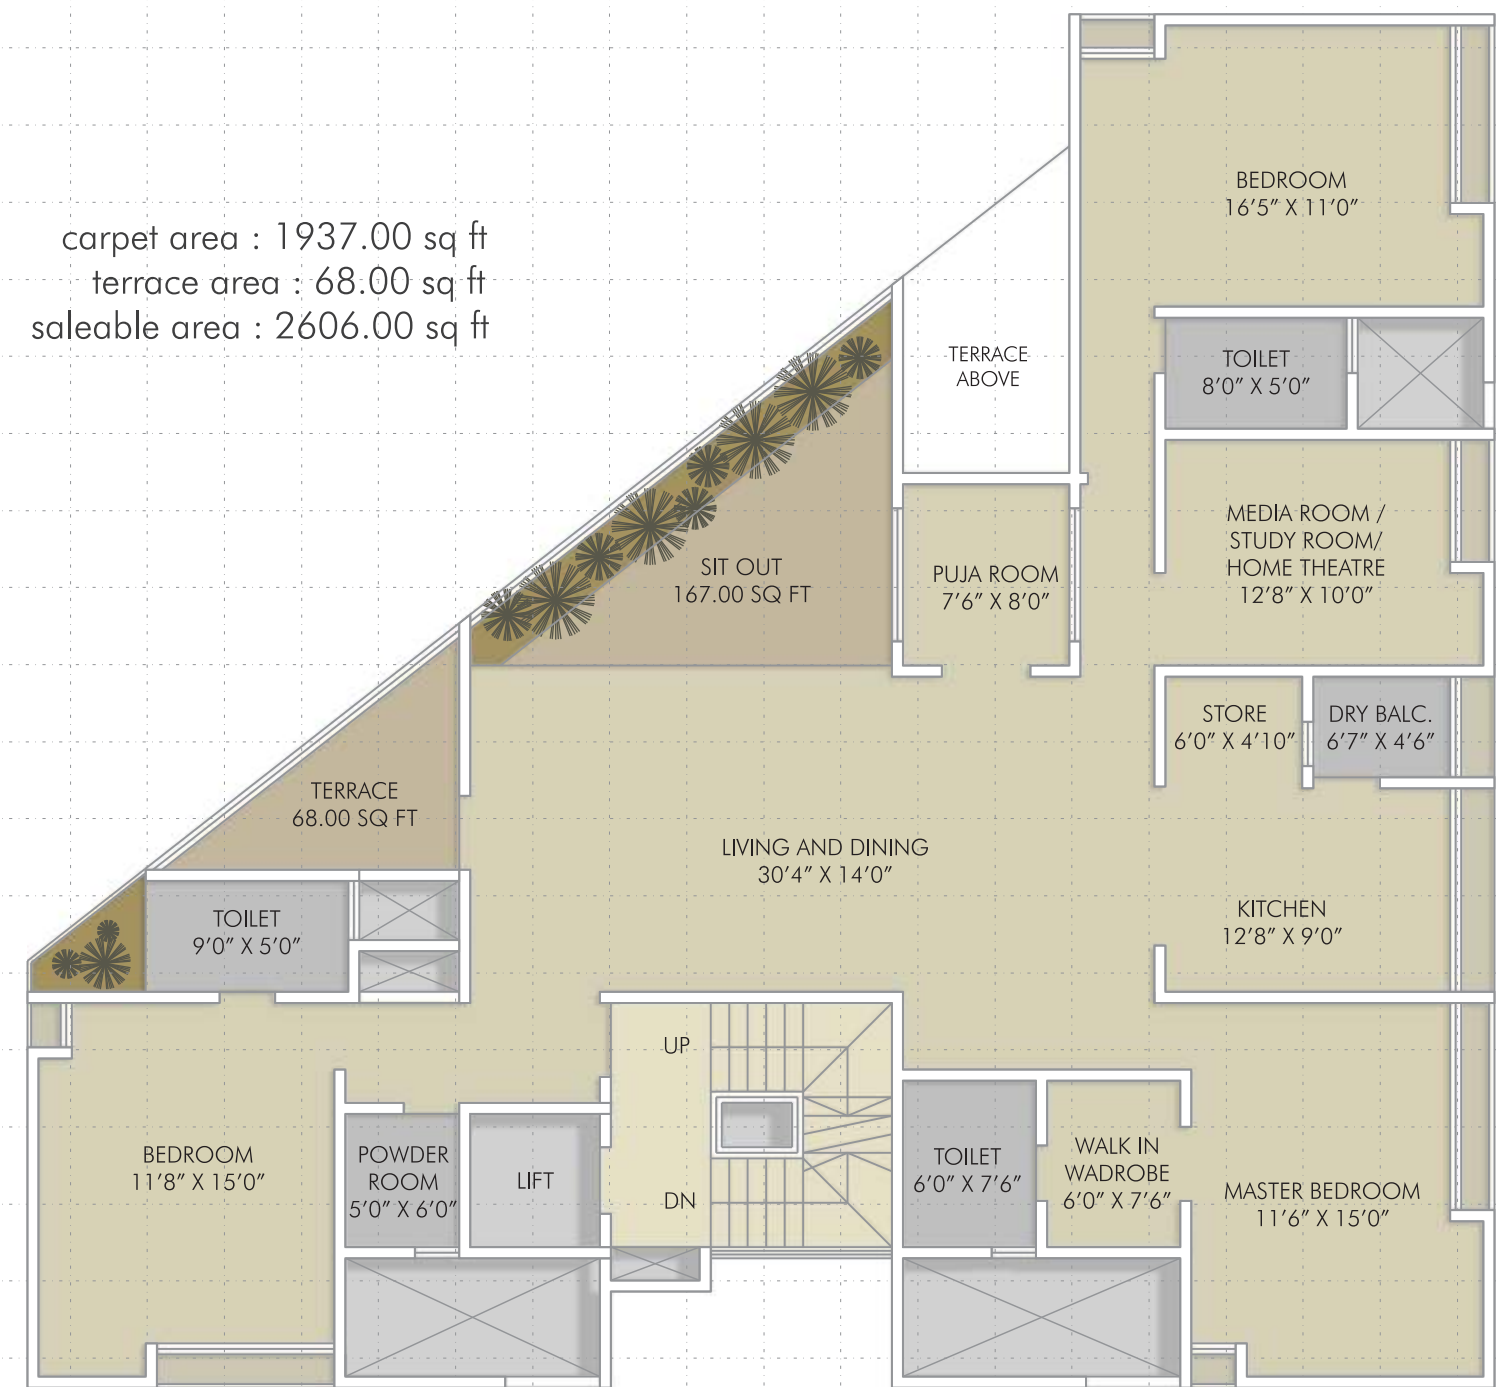 carpet area : 1937.00 sq ft
terrace area : 68.00 sq ft
saleable area : 2606.00 sq ft
BEDROOM
16'5" X 11'0"
TERRACE
ABOVE
TOILET
8'0" X 5'0"
MEDIA ROOM /
STUDY ROOM/
HOME THEATRE
12'8" X 10'0"
SIT OUT
167.00 SQ FT
PUJA ROOM
7'6" X 8'0"
STORE
6'0" X 4'10"
DRY BALC.
6'7" X 4'6"
TERRACE
68.00 SQ FT
LIVING AND DINING
30'4" X 14'0"
TOILET
9'0" X 5'0"
KITCHEN
12'8" X 9'0"
UP
BEDROOM
11'8" X 15'0"
POWDER
ROOM
5'0" X 6'0"
LIFT
DN
TOILET
6'0" X 7'6"
WALK IN
WADROBE
6'0" X 7'6"
MASTER BEDROOM
11'6" X 15'0"